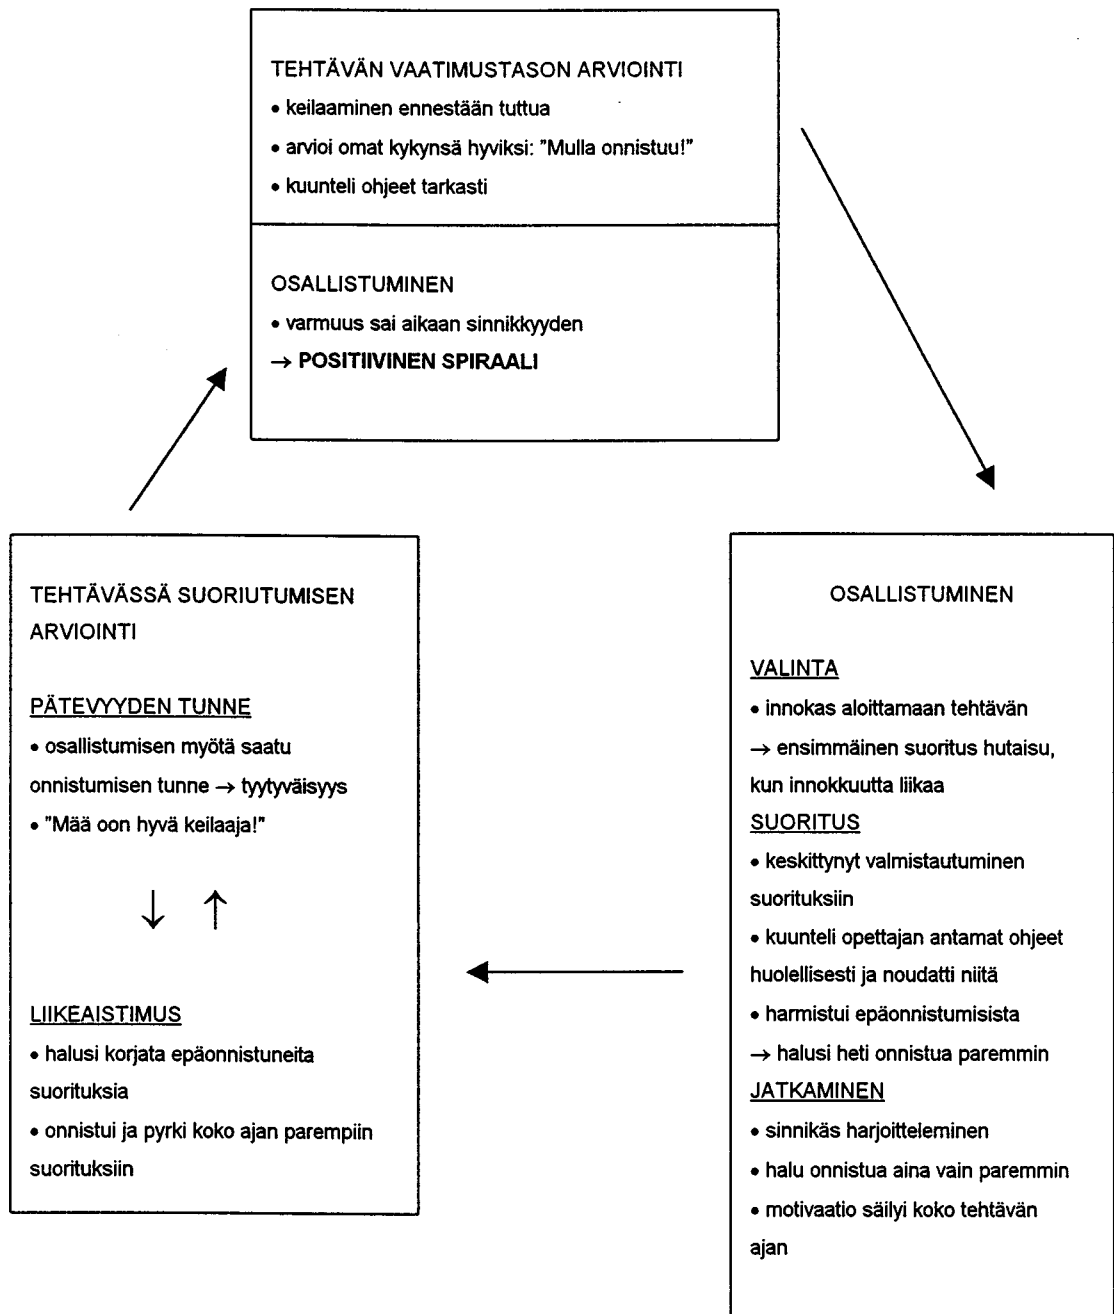 TEHTÄVÄN VAATIMUSTASON ARVIOINTI
• keilaaminen ennestään tuttua
• arvioi omat kykynsä hyviksi: "Mulla onnistuu!"
• kuunteli ohjeet tarkasti
OSALLISTUMINEN
• varmuus sai aikaan sinnikkyyden
→ POSITIIVINEN SPIRAALI
TEHTÄVÄSSÄ SUORIUTUMISEN
ARVIOINTI
PÄTEVYYDEN TUNNE
• osallistumisen myötä saatu
onnistumisen tunne → tyytyväisyys
• "Mää oon hyvä keilaaja!"
↓ ↑
LIIKEAISTIMUS
• halusi korjata epäonnistuneita
suorituksia
• onnistui ja pyrki koko ajan parempiin
suorituksiin
OSALLISTUMINEN
VALINTA
• innokas aloittamaan tehtävän
→ ensimmäinen suoritus hutaisu,
kun innokkuutta liikaa
SUORITUS
• keskittynyt valmistautuminen
suorituksiin
• kuunteli opettajan antamat ohjeet
huolellisesti ja noudatti niitä
• harmistui epäonnistumisista
→ halusi heti onnistua paremmin
JATKAMINEN
• sinnikäs harjoitteleminen
• halu onnistua aina vain paremmin
• motivaatio säilyi koko tehtävän
ajan